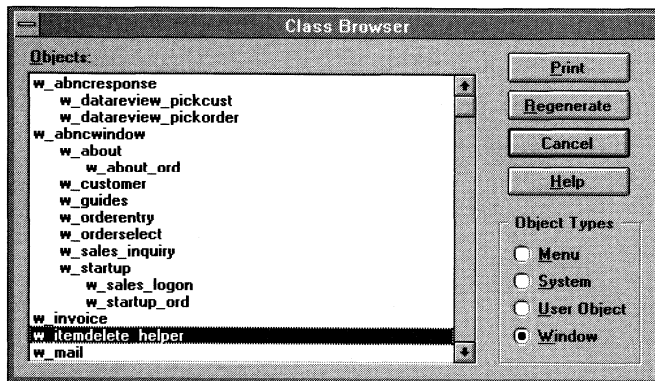 Class Browser
Objects:
w_abncresponse
w_datareview_pickcust
w_datareview_pickorder
w_abncwindow
w_about
w_about_ord
w_customer
w_guides
w_orderentry
w_orderselect
w_sales_inquiry
w_startup
w_sales_logon
w_startup_ord
w_invoice
w_itemdelete_helper
w_mail
Print
Regenerate
Cancel
Help
Object Types
Menu
System
User Object
Window